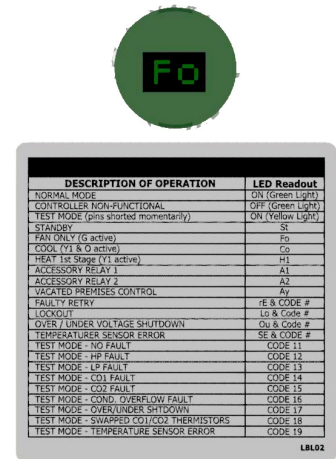 Fo
DESCRIPTION OF OPERATION LED Readout
NORMAL MODE ON (Green Light)
CONTROLLER NON-FUNCTIONAL OFF (Green Light)
TEST MODE (pins shorted momentarily) ON (Yellow Light)
STANDBY St
FAN ONLY (G active) Fo
COOL (Y1 & O active) Co
HEAT 1st Stage (Y1 active) H1
ACCESSORY RELAY 1 A1
ACCESSORY RELAY 2 A2
VACATED PREMISES CONTROL Ay
FAULTY RETRY rE & CODE #
LOCKOUT Lo & Code #
OVER / UNDER VOLTAGE SHUTDOWN Ou & Code #
TEMPERATURER SENSOR ERROR SE & CODE #
TEST MODE - NO FAULT CODE 11
TEST MODE - HP FAULT CODE 12
TEST MODE - LP FAULT CODE 13
TEST MODE - CO1 FAULT CODE 14
TEST MODE - CO2 FAULT CODE 15
TEST MODE - COND. OVERFLOW FAULT CODE 16
TEST MODE - OVER/UNDER SHTDOWN CODE 17
TEST MODE - SWAPPED CO1/CO2 THERMISTORS CODE 18
TEST MODE - TEMPERATURE SENSOR ERROR CODE 19
LBL02